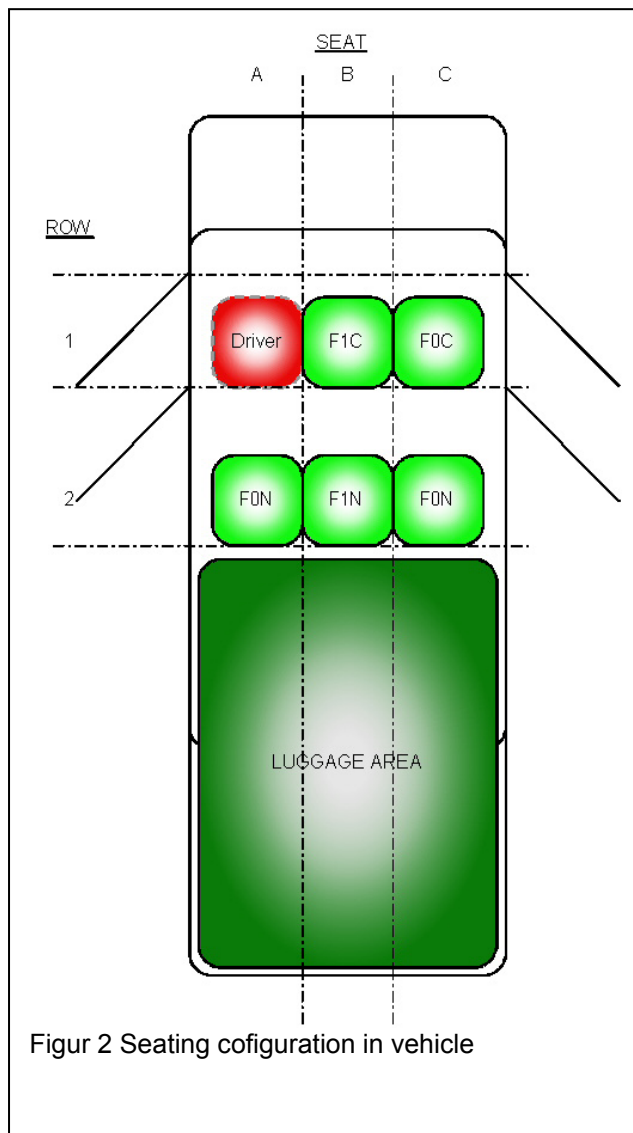 SEAT
A B C
ROW
1 Driver F1C F0C
2 F0N F1N F0N
LUGGAGE AREA
Figur 2 Seating cofiguration in vehicle